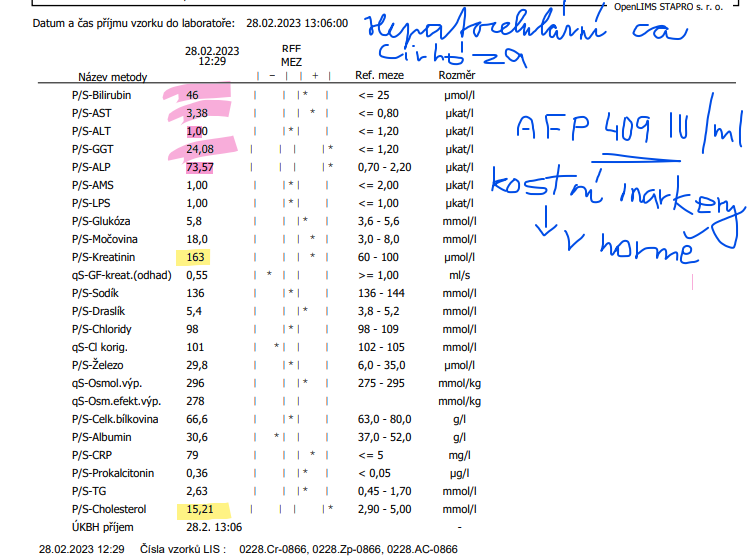 OpenLIMS STAPRO s. r. o.
Datum a čas příjmu vzorku do laboratoře: 28.02.2023 13:06:00
Hepatocelulární ca
Cirhóza
28.02.2023 REF
12:29 MEZ
Název metody | − | | | + | Ref. meze Rozměr
P/S-Bilirubin 46 * <= 25 µmol/l
P/S-AST 3,38 * <= 0,80 µkat/l
P/S-ALT 1,00 * <= 1,20 µkat/l
P/S-GGT 24,08 * <= 1,20 µkat/l
P/S-ALP 73,57 * 0,70 - 2,20 µkat/l
P/S-AMS 1,00 * <= 2,00 µkat/l
P/S-LPS 1,00 * <= 1,00 µkat/l
P/S-Glukóza 5,8 * 3,6 - 5,6 mmol/l
P/S-Močovina 18,0 * 3,0 - 8,0 mmol/l
P/S-Kreatinin 163 * 60 - 100 µmol/l
qS-GF-kreat.(odhad) 0,55 * >= 1,00 ml/s
P/S-Sodík 136 * 136 - 144 mmol/l
P/S-Draslík 5,4 * 3,8 - 5,2 mmol/l
P/S-Chloridy 98 * 98 - 109 mmol/l
qS-Cl korig. 101 * 102 - 105 mmol/l
P/S-Železo 29,8 * 6,0 - 35,0 µmol/l
qS-Osmol.výp. 296 * 275 - 295 mmol/kg
qS-Osm.efekt.výp. 278 mmol/kg
P/S-Celk.bílkovina 66,6 * 63,0 - 80,0 g/l
P/S-Albumin 30,6 * 37,0 - 52,0 g/l
P/S-CRP 79 * <= 5 mg/l
P/S-Prokalcitonin 0,36 * < 0,05 µg/l
P/S-TG 2,63 * 0,45 - 1,70 mmol/l
P/S-Cholesterol 15,21 * 2,90 - 5,00 mmol/l
ÚKBH příjem 28.2. 13:06 -
AFP 409 IU/ml
kostní markery
↓ v normě
28.02.2023 12:29 Čísla vzorků LIS : 0228.Cr-0866, 0228.Zp-0866, 0228.AC-0866